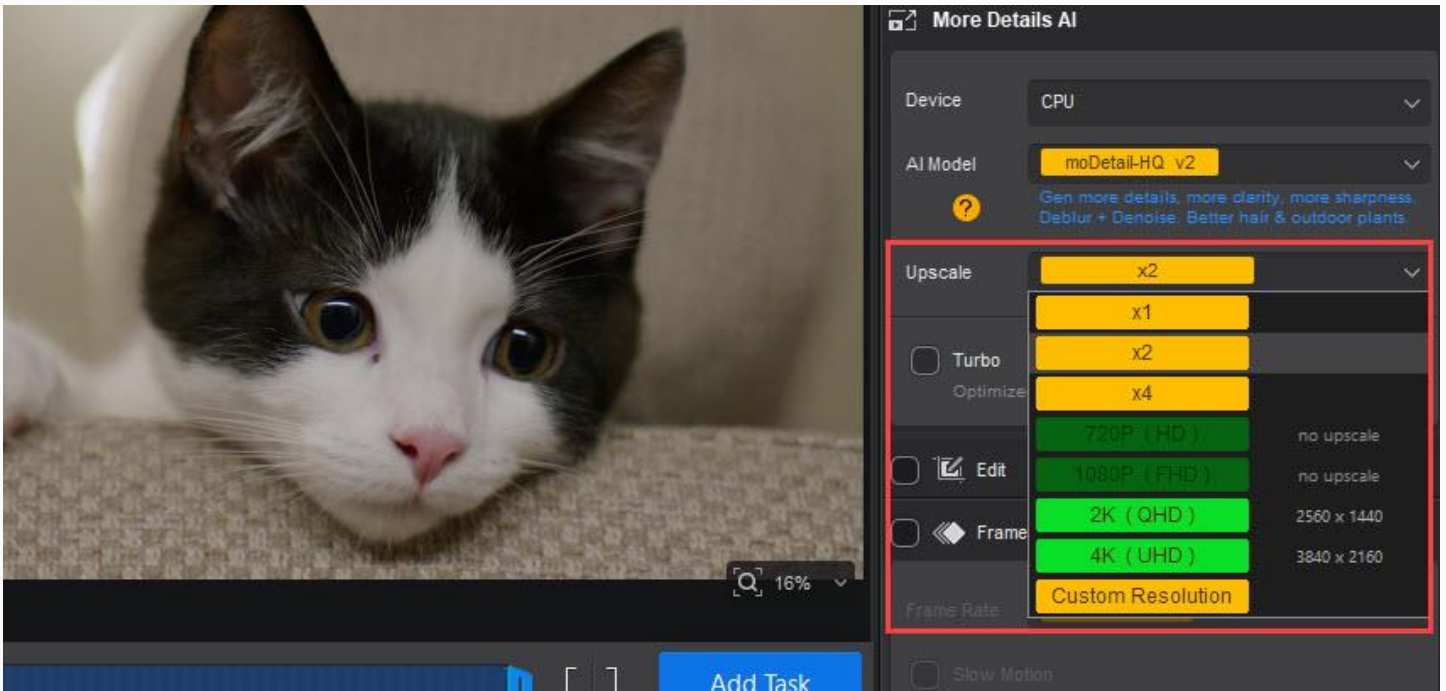 More Details AI
Device CPU
AI Model moDetail-HQ v2
?
Gen more details, more clarity, more sharpness.
Deblur + Denoise. Better hair & outdoor plants.
Upscale x2
x1
x2
Turbo
x4
Optimize
720P ( HD ) no upscale
1080P ( FHD ) no upscale
Edit
2K ( QHD ) 2560 x 1440
Frame
4K ( UHD ) 3840 x 2160
16%
Custom Resolution
Frame Rate
Slow Motion
Add Task